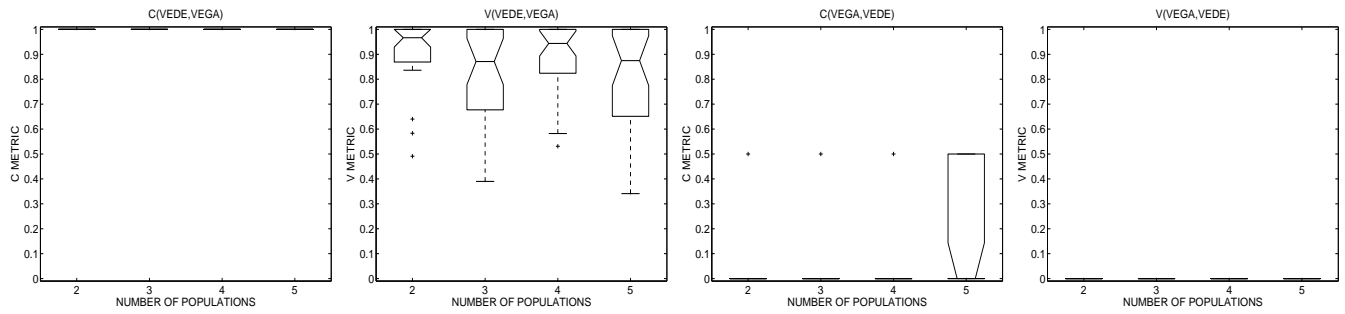 C(VEDE,VEGA)
1
0.9
0.8
0.7
0.6
0.5
0.4
0.3
0.2
0.1
0
C METRIC
2 3 4 5
NUMBER OF POPULATIONS
V(VEDE,VEGA)
1
0.9
0.8
0.7
0.6
0.5
0.4
0.3
0.2
0.1
0
V METRIC
2 3 4 5
NUMBER OF POPULATIONS
C(VEGA,VEDE)
1
0.9
0.8
0.7
0.6
0.5
0.4
0.3
0.2
0.1
0
C METRIC
2 3 4 5
NUMBER OF POPULATIONS
V(VEGA,VEDE)
1
0.9
0.8
0.7
0.6
0.5
0.4
0.3
0.2
0.1
0
V METRIC
2 3 4 5
NUMBER OF POPULATIONS